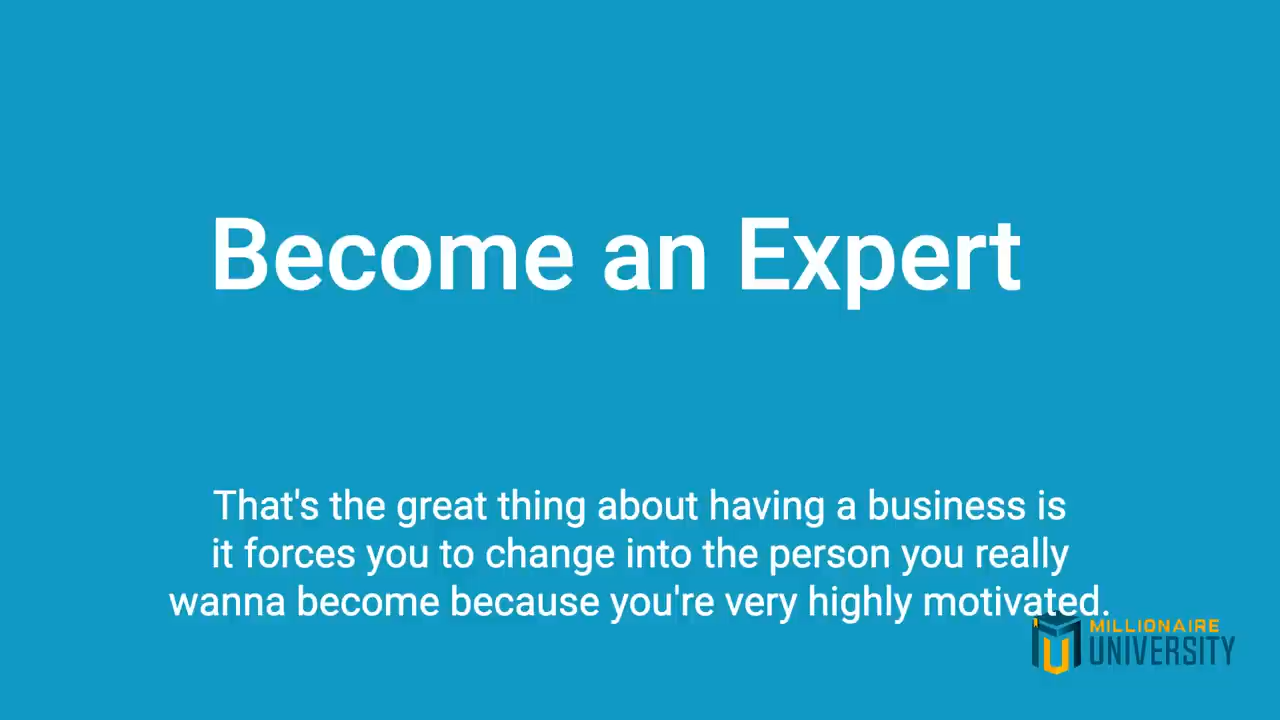 Become an Expert
That's the great thing about having a business is
it forces you to change into the person you really
wanna become because you're very highly motivated.
MILLIONAIRE
UNIVERSITY